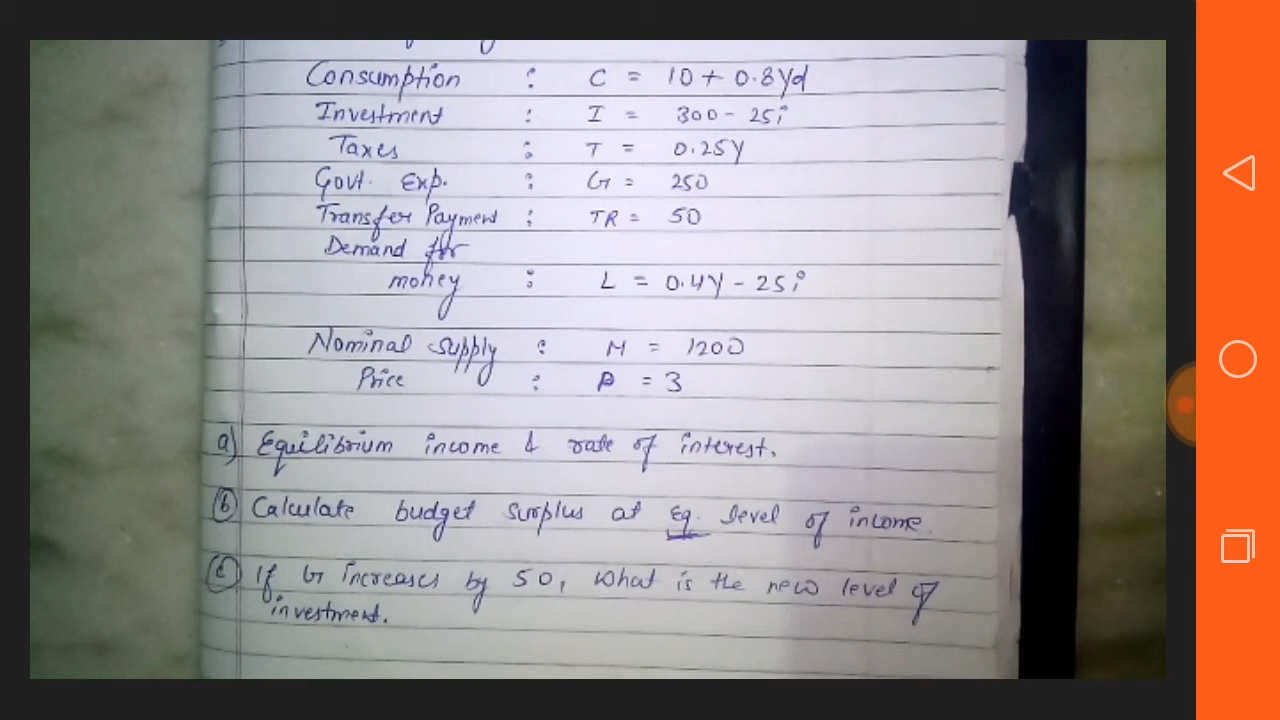 Consumption : C = 10 + 0.8Yd
Investment : I = 300 - 25i
Taxes : T = 0.25Y
Govt. Exp. : G = 250
Transfer Payment : TR = 50
Demand for
money : L = 0.4Y - 25i
Nominal supply : M = 1200
Price : P = 3
a) Equilibrium income & rate of interest.
(b) Calculate budget surplus at Eq. level of income.
(c) If G increases by 50, What is the new level of
investment.